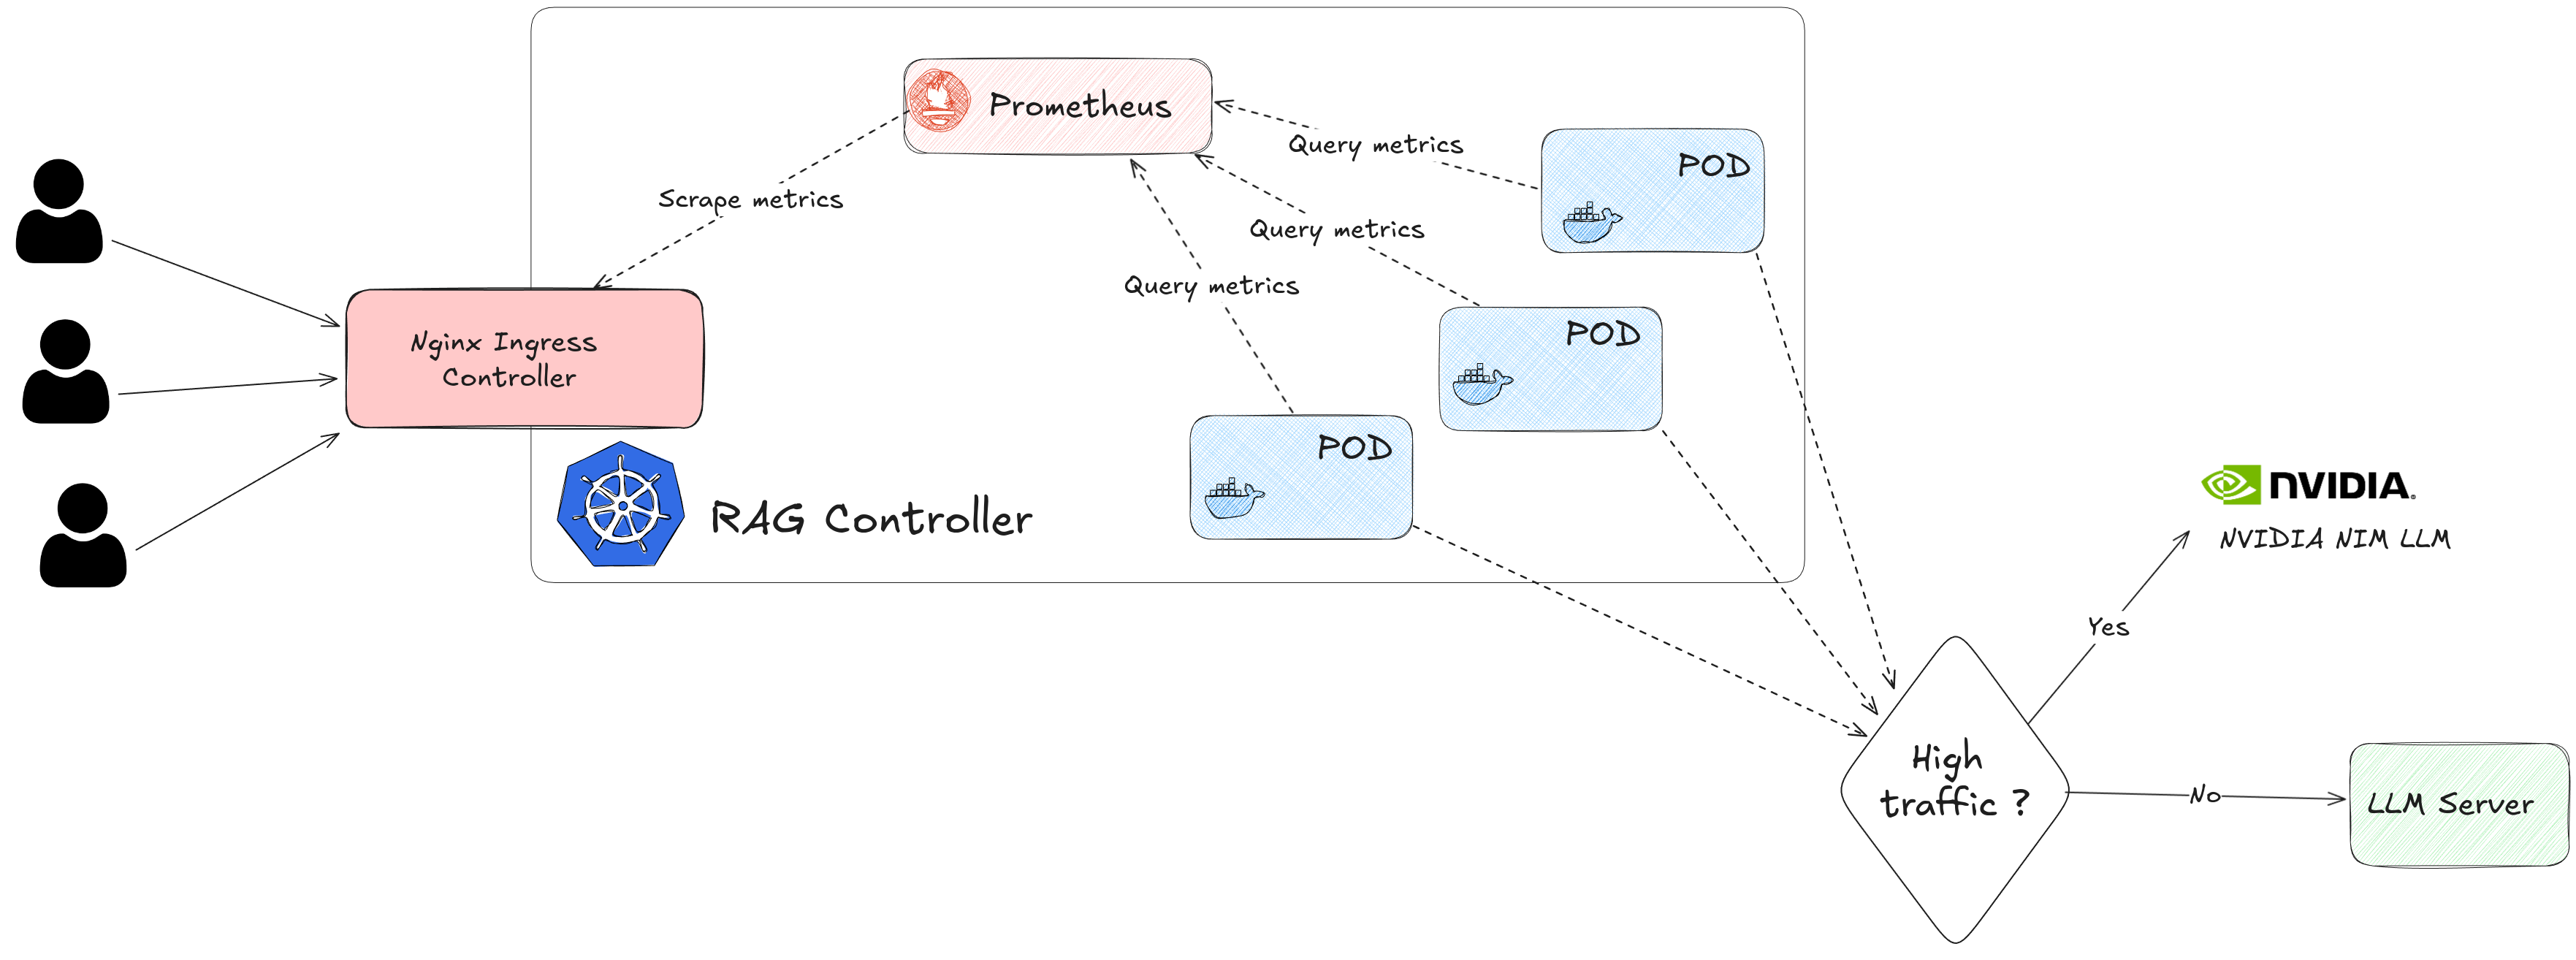 Prometheus
Query metrics
POD
Scrape metrics
Query metrics
Query metrics
POD
Nginx Ingress
Controller
POD
RAG Controller
NVIDIA
NVIDIA NIM LLM
Yes
High
traffic ?
No
LLM Server